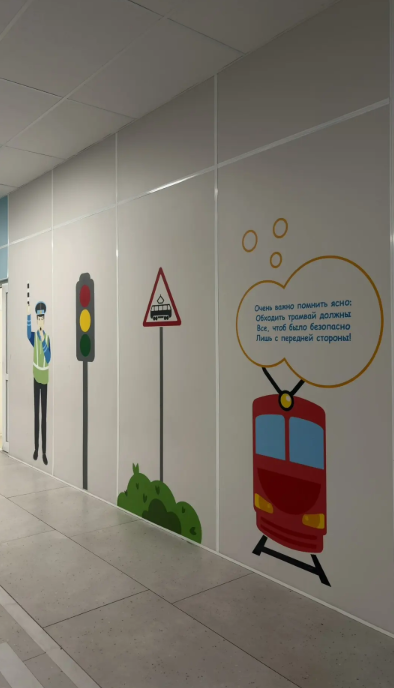 Очень важно помнить ясно:
Обходить трамвай должны
Все, чтоб было безопасно
Лишь с передней стороны!